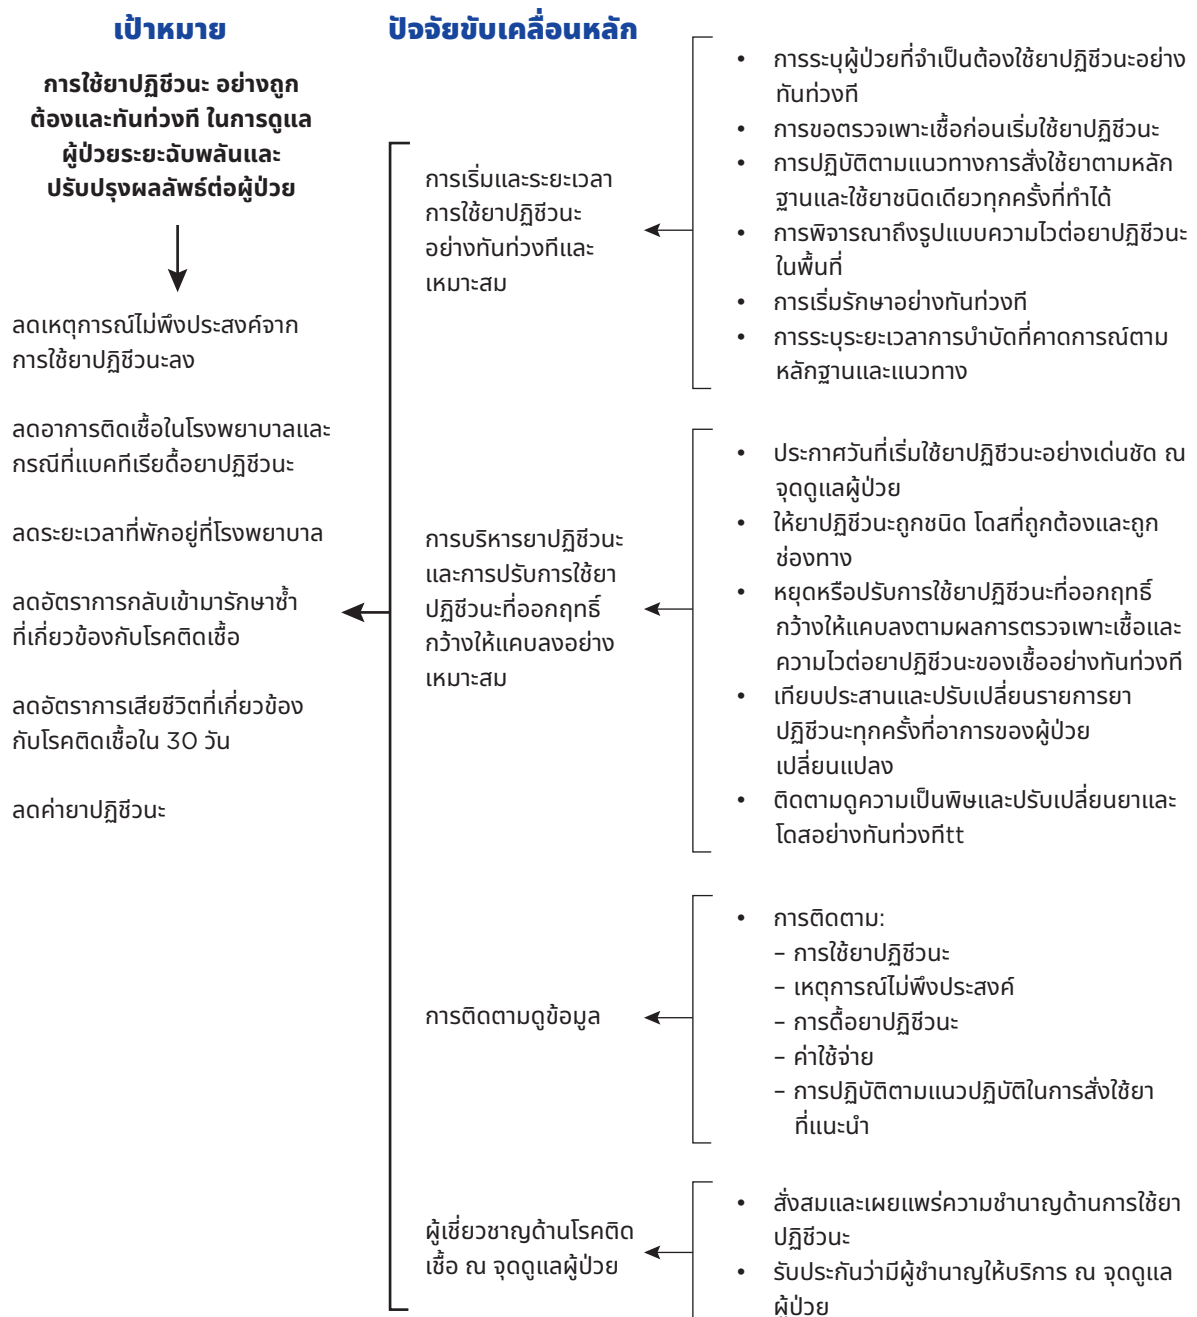 เป้าหมาย
การใช้ยาปฏิชีวนะ อย่างถูก
ต้องและทันท่วงที ในการดูแล
ผู้ป่วยระยะฉับพลันและ
ปรับปรุงผลลัพธ์ต่อผู้ป่วย
ลดเหตุการณ์ไม่พึงประสงค์จาก
การใช้ยาปฏิชีวนะลง
ลดอาการติดเชื้อในโรงพยาบาลและ
กรณีที่แบคทีเรียดื้อยาปฏิชีวนะ
ลดระยะเวลาที่พักอยู่ที่โรงพยาบาล
ลดอัตราการกลับเข้ามารักษาซ้ำ
ที่เกี่ยวข้องกับโรคติดเชื้อ
ลดอัตราการเสียชีวิตที่เกี่ยวข้อง
กับโรคติดเชื้อใน 30 วัน
ลดค่ายาปฏิชีวนะ
ปัจจัยขับเคลื่อนหลัก
การเริ่มและระยะเวลา
การใช้ยาปฏิชีวนะ
อย่างทันท่วงทีและ
เหมาะสม
• การระบุผู้ป่วยที่จำเป็นต้องใช้ยาปฏิชีวนะอย่าง
ทันท่วงที
• การขอตรวจเพาะเชื้อก่อนเริ่มใช้ยาปฏิชีวนะ
• การปฏิบัติตามแนวทางการสั่งใช้ยาตามหลัก
ฐานและใช้ยาชนิดเดียวทุกครั้งที่ทำได้
• การพิจารณาถึงรูปแบบความไวต่อยาปฏิชีวนะ
ในพื้นที่
• การเริ่มรักษาอย่างทันท่วงที
• การระบุระยะเวลาการบำบัดที่คาดการณ์ตาม
หลักฐานและแนวทาง
การบริหารยาปฏิชีวนะ
และการปรับการใช้ยา
ปฏิชีวนะที่ออกฤทธิ์
กว้างให้แคบลงอย่าง
เหมาะสม
• ประกาศวันที่เริ่มใช้ยาปฏิชีวนะอย่างเด่นชัด ณ
จุดดูแลผู้ป่วย
• ให้ยาปฏิชีวนะถูกชนิด โดสที่ถูกต้องและถูก
ช่องทาง
• หยุดหรือปรับการใช้ยาปฏิชีวนะที่ออกฤทธิ์
กว้างให้แคบลงตามผลการตรวจเพาะเชื้อและ
ความไวต่อยาปฏิชีวนะของเชื้ออย่างทันท่วงที
• เทียบประสานและปรับเปลี่ยนรายการยา
ปฏิชีวนะทุกครั้งที่อาการของผู้ป่วย
เปลี่ยนแปลง
• ติดตามดูความเป็นพิษและปรับเปลี่ยนยาและ
โดสอย่างทันท่วงทีtt
การติดตามดูข้อมูล
• การติดตาม:
– การใช้ยาปฏิชีวนะ
– เหตุการณ์ไม่พึงประสงค์
– การดื้อยาปฏิชีวนะ
– ค่าใช้จ่าย
– การปฏิบัติตามแนวปฏิบัติในการสั่งใช้ยา
ที่แนะนำ
ผู้เชี่ยวชาญด้านโรคติด
เชื้อ ณ จุดดูแลผู้ป่วย
• สั่งสมและเผยแพร่ความชำนาญด้านการใช้ยา
ปฏิชีวนะ
• รับประกันว่ามีผู้ชำนาญให้บริการ ณ จุดดูแล
ผู้ป่วย